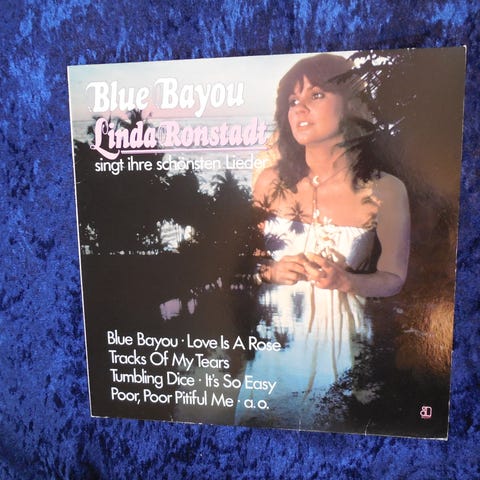 Blue Bayou
Linda Ronstadt
singt ihre schönsten Lieder
Blue Bayou · Love Is A Rose
Tracks Of My Tears
Tumbling Dice · It's So Easy
Poor, Poor Pitiful Me · a.o.